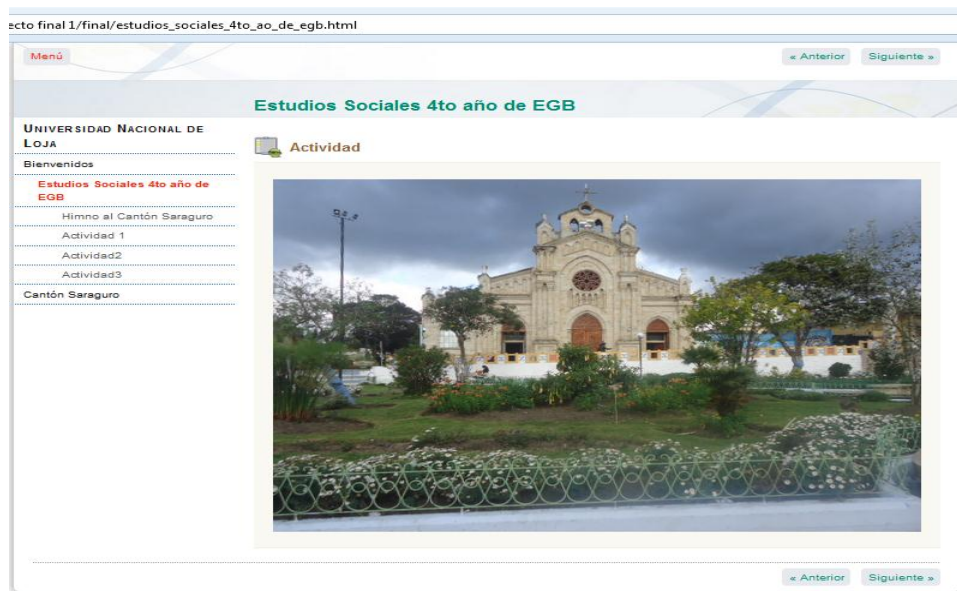 ecto final 1/final/estudios_sociales_4to_ao_de_egb.html
Menú
« Anterior Siguiente »
Estudios Sociales 4to año de EGB
UNIVERSIDAD NACIONAL DE
LOJA
Bienvenidos
Estudios Sociales 4to año de
EGB
Himno al Cantón Saraguro
Actividad 1
Actividad2
Actividad3
Cantón Saraguro
Actividad
« Anterior Siguiente »